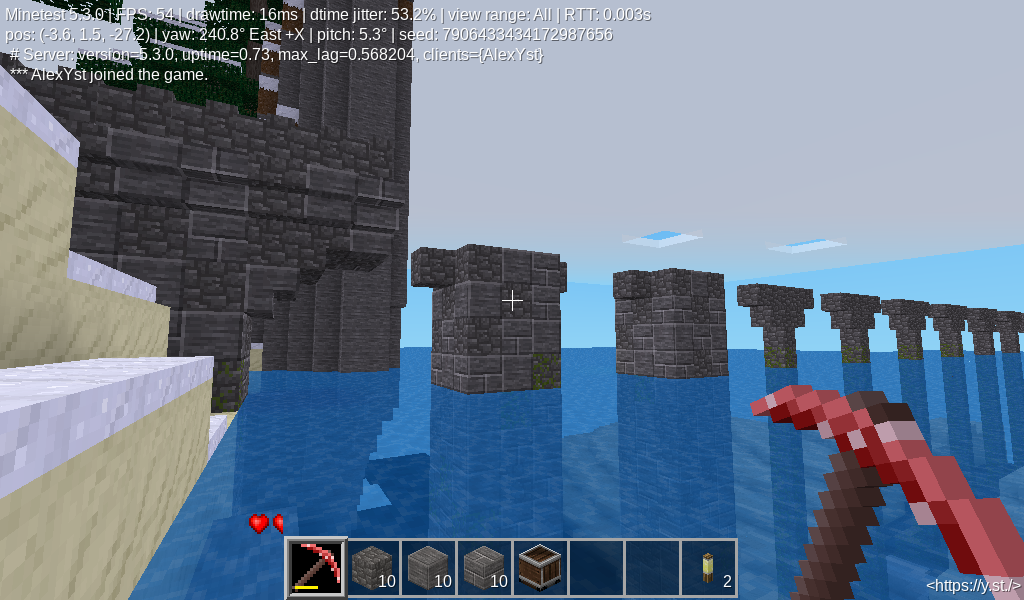 Minetest 5.3.0 | FPS: 54 | drawtime: 16ms | dtime jitter: 53.2% | view range: All | RTT: 0.003s
pos: (-3.6, 1.5, -27.2) | yaw: 240.8° East +X | pitch: 5.3° | seed: 7906433434172987656
# Server: version=5.3.0, uptime=0.73, max_lag=0.568204, clients={AlexYst}
*** AlexYst joined the game.
10
10
10
2
<https://y.st./>